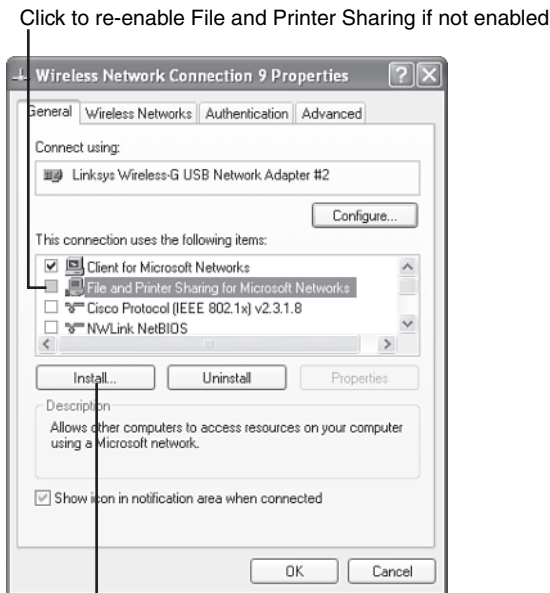 Click to re-enable File and Printer Sharing if not enabled
Wireless Network Connection 9 Properties
General Wireless Networks Authentication Advanced
Connect using:
Linksys Wireless-G USB Network Adapter #2
Configure...
This connection uses the following items:
Client for Microsoft Networks
File and Printer Sharing for Microsoft Networks
Cisco Protocol (IEEE 802.1x) v2.3.1.8
NWLink NetBIOS
Install... Uninstall Properties
Description
Allows other computers to access resources on your computer
using a Microsoft network.
Show icon in notification area when connected
OK Cancel